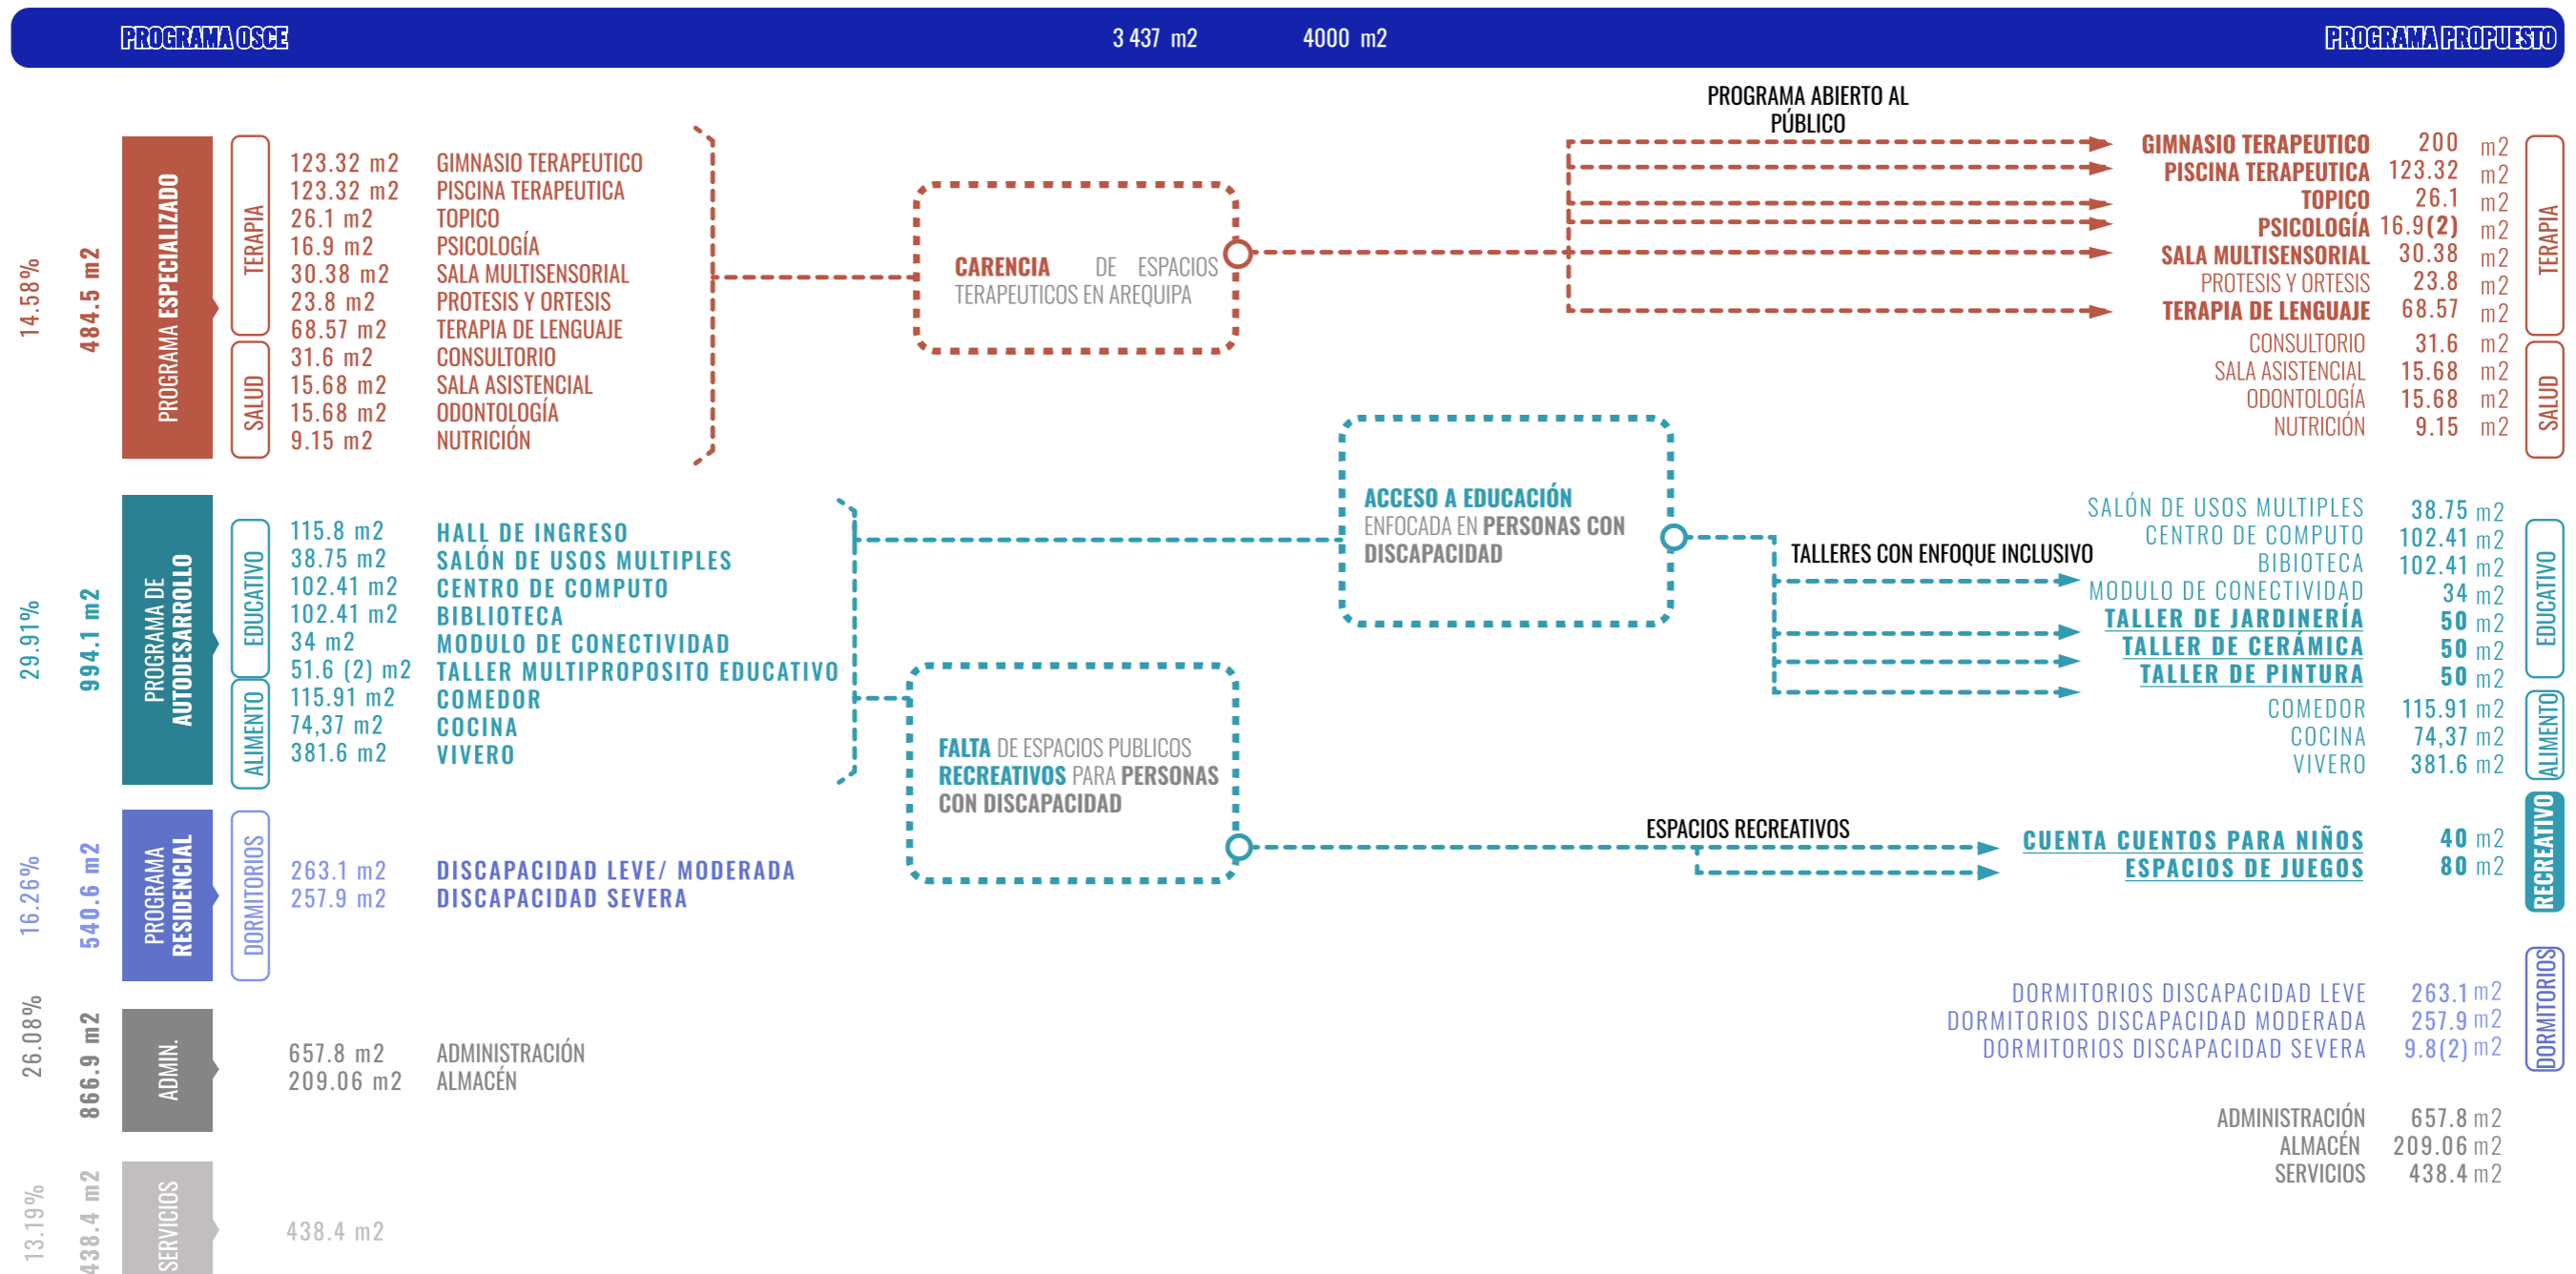 PROGRAMA OSCE
3 437 m2
4000 m2
PROGRAMA PROPUESTO
14.58%
484.5 m2
PROGRAMA ESPECIALIZADO
TERAPIA
123.32 m2 GIMNASIO TERAPEUTICO
123.32 m2 PISCINA TERAPEUTICA
26.1 m2 TOPICO
16.9 m2 PSICOLOGÍA
30.38 m2 SALA MULTISENSORIAL
23.8 m2 PROTESIS Y ORTESIS
68.57 m2 TERAPIA DE LENGUAJE
SALUD
31.6 m2 CONSULTORIO
15.68 m2 SALA ASISTENCIAL
15.68 m2 ODONTOLOGÍA
9.15 m2 NUTRICIÓN
CARENCIA DE ESPACIOS
TERAPEUTICOS EN AREQUIPA
PROGRAMA ABIERTO AL
PÚBLICO
GIMNASIO TERAPEUTICO 200 m2
PISCINA TERAPEUTICA 123.32 m2
TOPICO 26.1 m2
PSICOLOGÍA 16.9(2) m2
SALA MULTISENSORIAL 30.38 m2
PROTESIS Y ORTESIS 23.8 m2
TERAPIA DE LENGUAJE 68.57 m2
TERAPIA
CONSULTORIO 31.6 m2
SALA ASISTENCIAL 15.68 m2
ODONTOLOGÍA 15.68 m2
NUTRICIÓN 9.15 m2
SALUD
29.91%
994.1 m2
PROGRAMA DE
AUTODESARROLLO
EDUCATIVO
115.8 m2 HALL DE INGRESO
38.75 m2 SALÓN DE USOS MULTIPLES
102.41 m2 CENTRO DE COMPUTO
102.41 m2 BIBLIOTECA
34 m2 MODULO DE CONECTIVIDAD
51.6 (2) m2 TALLER MULTIPROPOSITO EDUCATIVO
ALIMENTO
115.91 m2 COMEDOR
74,37 m2 COCINA
381.6 m2 VIVERO
ACCESO A EDUCACIÓN
ENFOCADA EN PERSONAS CON
DISCAPACIDAD
FALTA DE ESPACIOS PUBLICOS
RECREATIVOS PARA PERSONAS
CON DISCAPACIDAD
TALLERES CON ENFOQUE INCLUSIVO
SALÓN DE USOS MULTIPLES 38.75 m2
CENTRO DE COMPUTO 102.41 m2
BIBIOTECA 102.41 m2
MODULO DE CONECTIVIDAD 34 m2
TALLER DE JARDINERÍA 50 m2
TALLER DE CERÁMICA 50 m2
TALLER DE PINTURA 50 m2
EDUCATIVO
COMEDOR 115.91 m2
COCINA 74,37 m2
VIVERO 381.6 m2
ALIMENTO
ESPACIOS RECREATIVOS
CUENTA CUENTOS PARA NIÑOS 40 m2
ESPACIOS DE JUEGOS 80 m2
RECREATIVO
16.26%
540.6 m2
PROGRAMA
RESIDENCIAL
DORMITORIOS
263.1 m2 DISCAPACIDAD LEVE/ MODERADA
257.9 m2 DISCAPACIDAD SEVERA
DORMITORIOS DISCAPACIDAD LEVE 263.1 m2
DORMITORIOS DISCAPACIDAD MODERADA 257.9 m2
DORMITORIOS DISCAPACIDAD SEVERA 9.8(2) m2
DORMITORIOS
26.08%
866.9 m2
ADMIN.
657.8 m2 ADMINISTRACIÓN
209.06 m2 ALMACÉN
ADMINISTRACIÓN 657.8 m2
ALMACÉN 209.06 m2
SERVICIOS 438.4 m2
13.19%
438.4 m2
SERVICIOS
438.4 m2